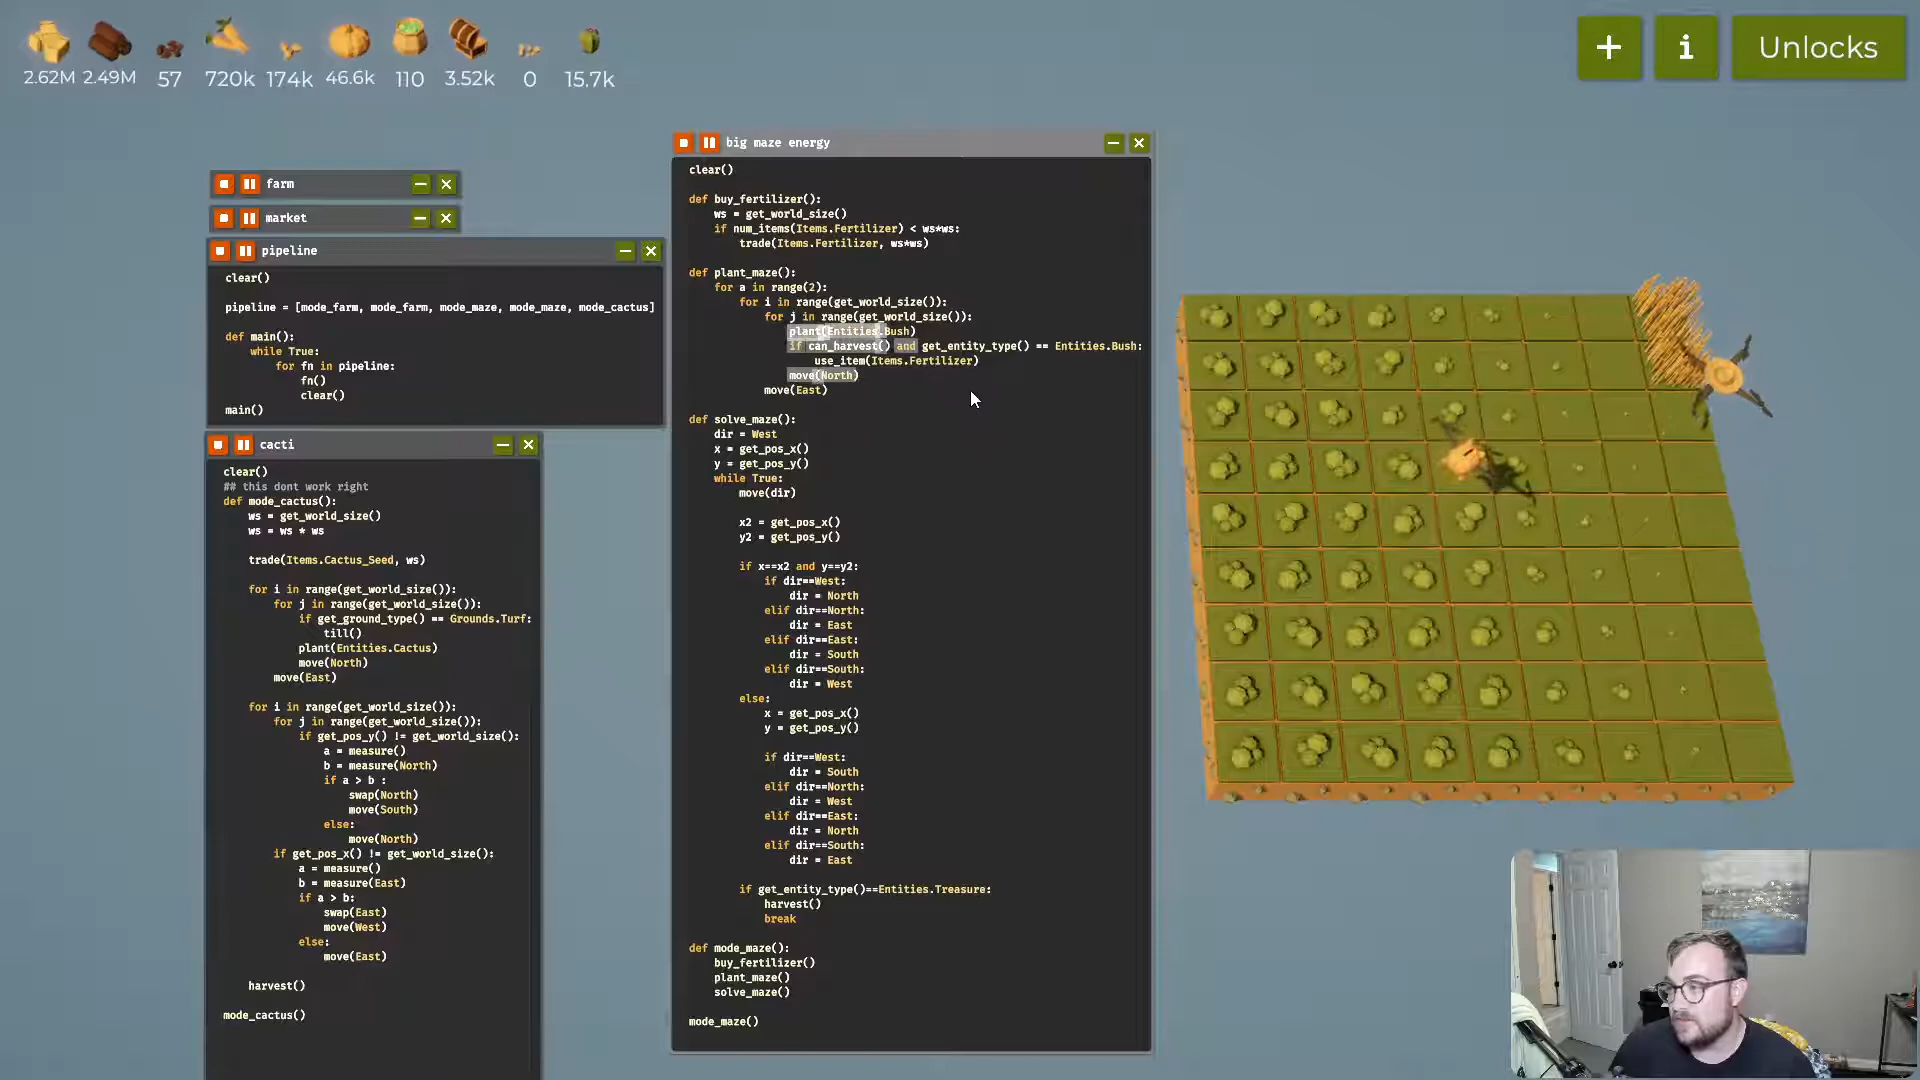 2.62M 2.49M 57 720k 174k 46.6k 110 3.52k 0 15.7k
+ i Unlocks
farm
market
pipeline
clear()
pipeline = [mode_farm, mode_farm, mode_maze, mode_maze, mode_cactus]
def main():
while True:
for fn in pipeline:
fn()
clear()
main()
cacti
clear()
## this dont work right
def mode_cactus():
ws = get_world_size()
ws = ws * ws
trade(Items.Cactus_Seed, ws)
for i in range(get_world_size()):
for j in range(get_world_size()):
if get_ground_type() == Grounds.Turf:
till()
plant(Entities.Cactus)
move(North)
move(East)
for i in range(get_world_size()):
for j in range(get_world_size()):
if get_pos_y() != get_world_size():
a = measure()
b = measure(North)
if a > b :
swap(North)
move(South)
else:
move(North)
if get_pos_x() != get_world_size():
a = measure()
b = measure(East)
if a > b:
swap(East)
move(West)
else:
move(East)
harvest()
mode_cactus()
big maze energy
clear()
def buy_fertilizer():
ws = get_world_size()
if num_items(Items.Fertilizer) < ws*ws:
trade(Items.Fertilizer, ws*ws)
def plant_maze():
for a in range(2):
for i in range(get_world_size()):
for j in range(get_world_size()):
plant(Entities.Bush)
if can_harvest() and get_entity_type() == Entities.Bush:
use_item(Items.Fertilizer)
move(North)
move(East)
def solve_maze():
dir = West
x = get_pos_x()
y = get_pos_y()
while True:
move(dir)
x2 = get_pos_x()
y2 = get_pos_y()
if x==x2 and y==y2:
if dir==West:
dir = North
elif dir==North:
dir = East
elif dir==East:
dir = South
elif dir==South:
dir = West
else:
x = get_pos_x()
y = get_pos_y()
if dir==West:
dir = South
elif dir==North:
dir = West
elif dir==East:
dir = North
elif dir==South:
dir = East
if get_entity_type()==Entities.Treasure:
harvest()
break
def mode_maze():
buy_fertilizer()
plant_maze()
solve_maze()
mode_maze()